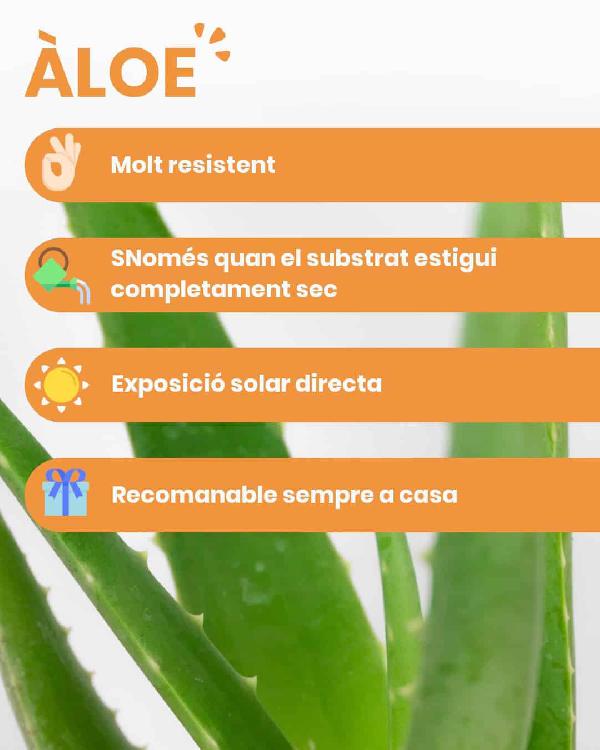 ÀLOE
Molt resistent
SNomés quan el substrat estigui
completament sec
Exposició solar directa
Recomanable sempre a casa